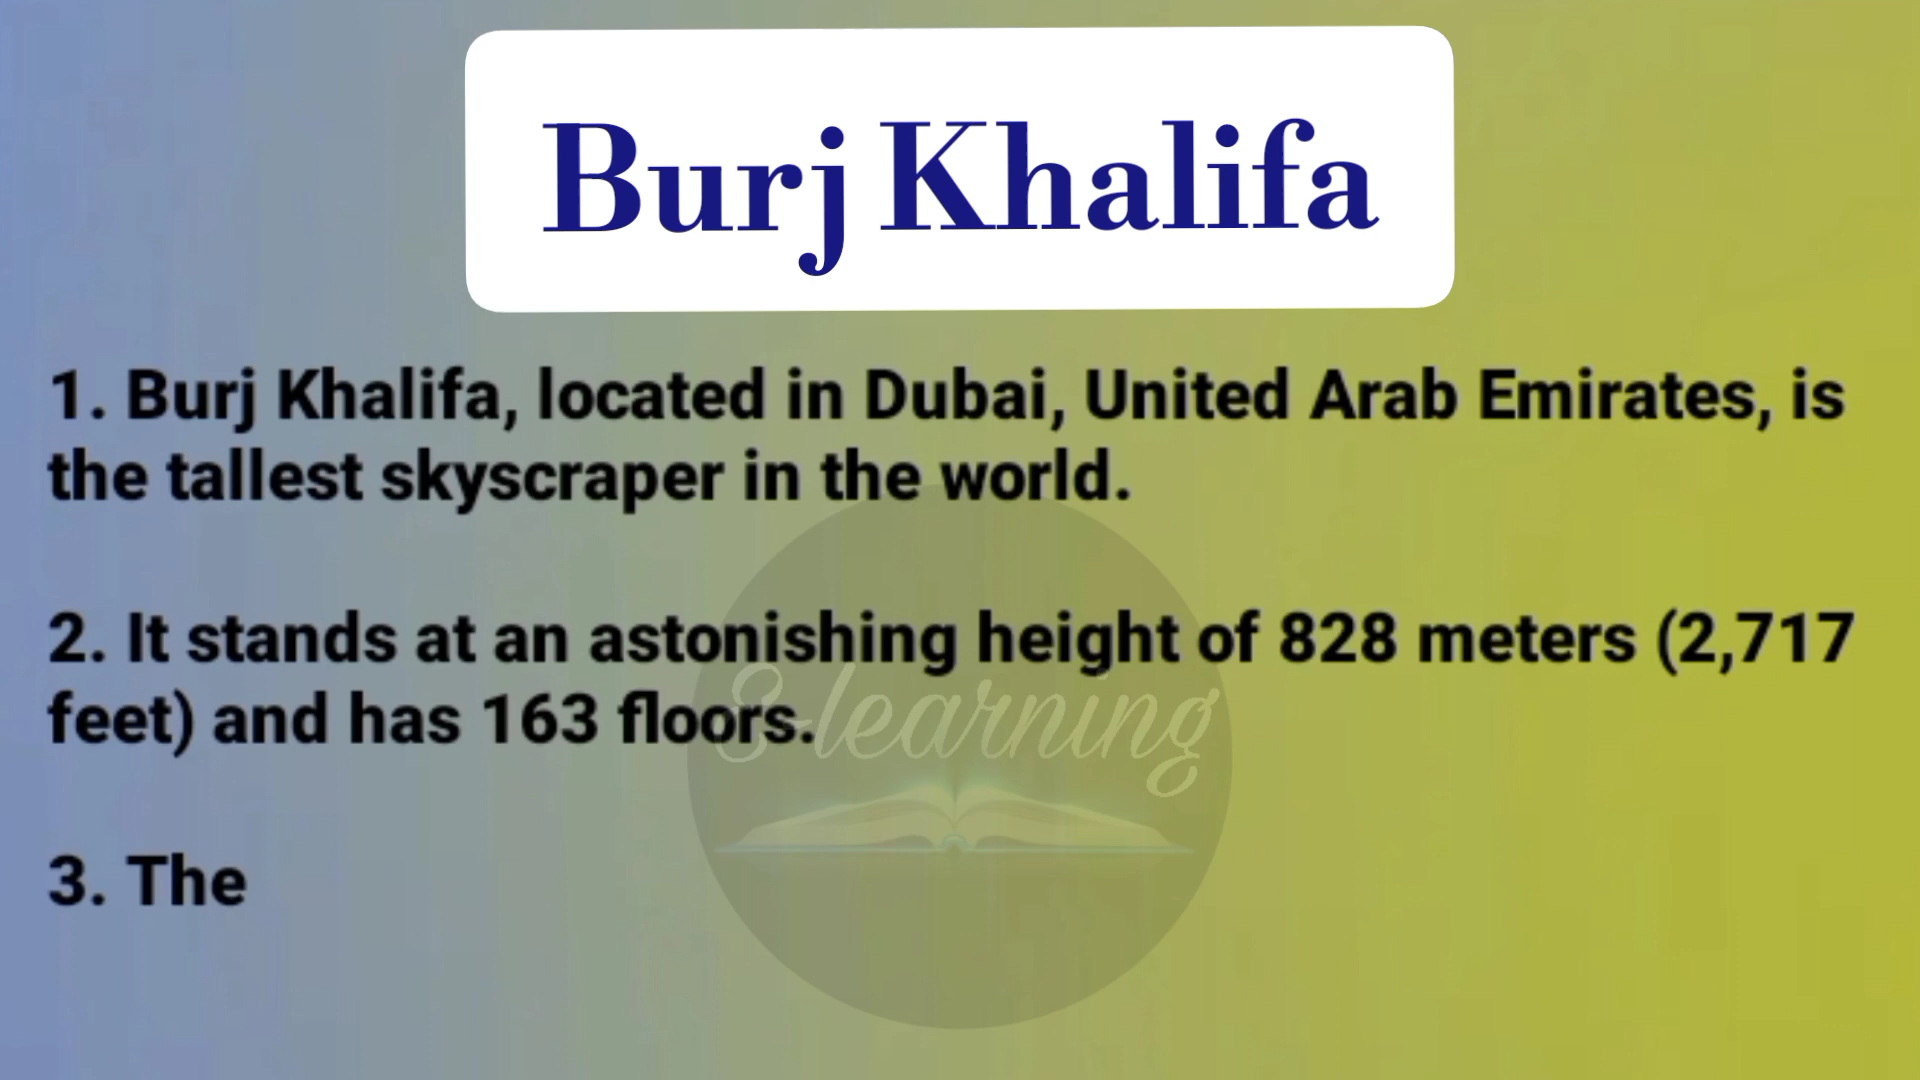 Burj Khalifa
1. Burj Khalifa, located in Dubai, United Arab Emirates, is
the tallest skyscraper in the world.
2. It stands at an astonishing height of 828 meters (2,717
feet) and has 163 floors.
E-learning
3. The